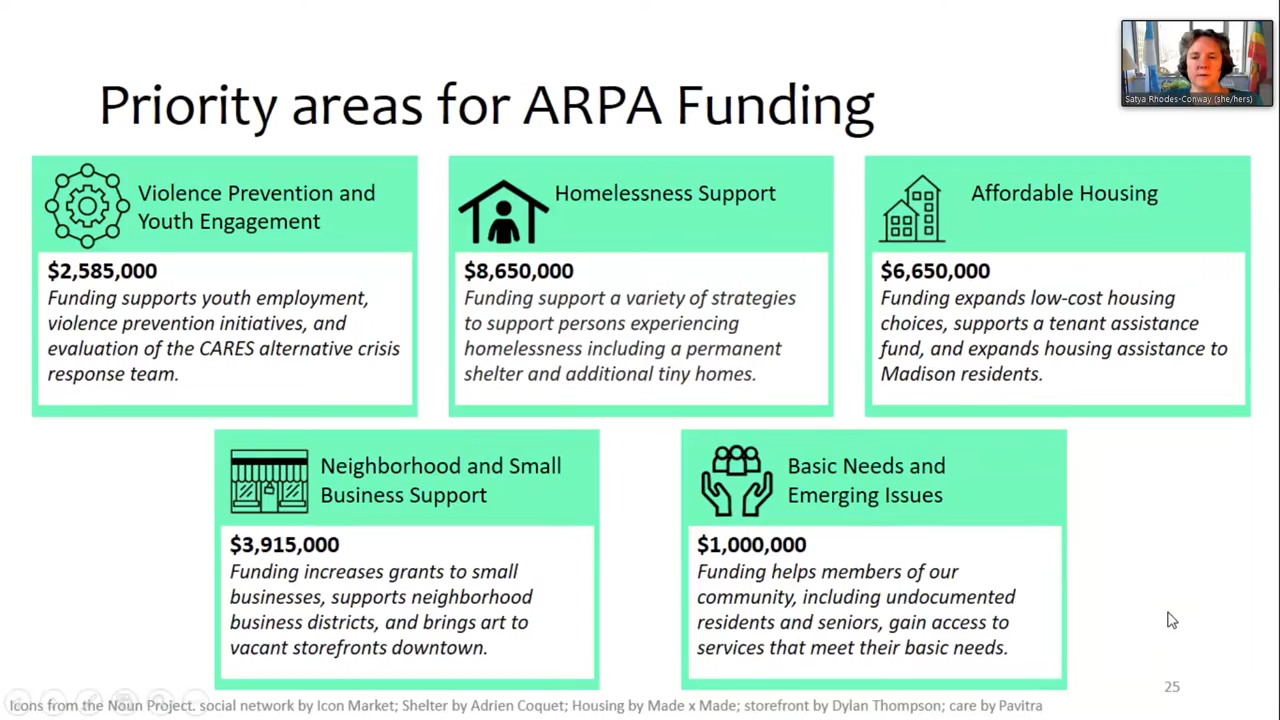 Priority areas for ARPA Funding
Satya Rhodes-Conway (she/hers)
Violence Prevention and
Youth Engagement
$2,585,000
Funding supports youth employment,
violence prevention initiatives, and
evaluation of the CARES alternative crisis
response team.
Homelessness Support
$8,650,000
Funding support a variety of strategies
to support persons experiencing
homelessness including a permanent
shelter and additional tiny homes.
Affordable Housing
$6,650,000
Funding expands low-cost housing
choices, supports a tenant assistance
fund, and expands housing assistance to
Madison residents.
Neighborhood and Small
Business Support
$3,915,000
Funding increases grants to small
businesses, supports neighborhood
business districts, and brings art to
vacant storefronts downtown.
Basic Needs and
Emerging Issues
$1,000,000
Funding helps members of our
community, including undocumented
residents and seniors, gain access to
services that meet their basic needs.
25
Icons from the Noun Project. social network by Icon Market; Shelter by Adrien Coquet; Housing by Made x Made; storefront by Dylan Thompson; care by Pavitra